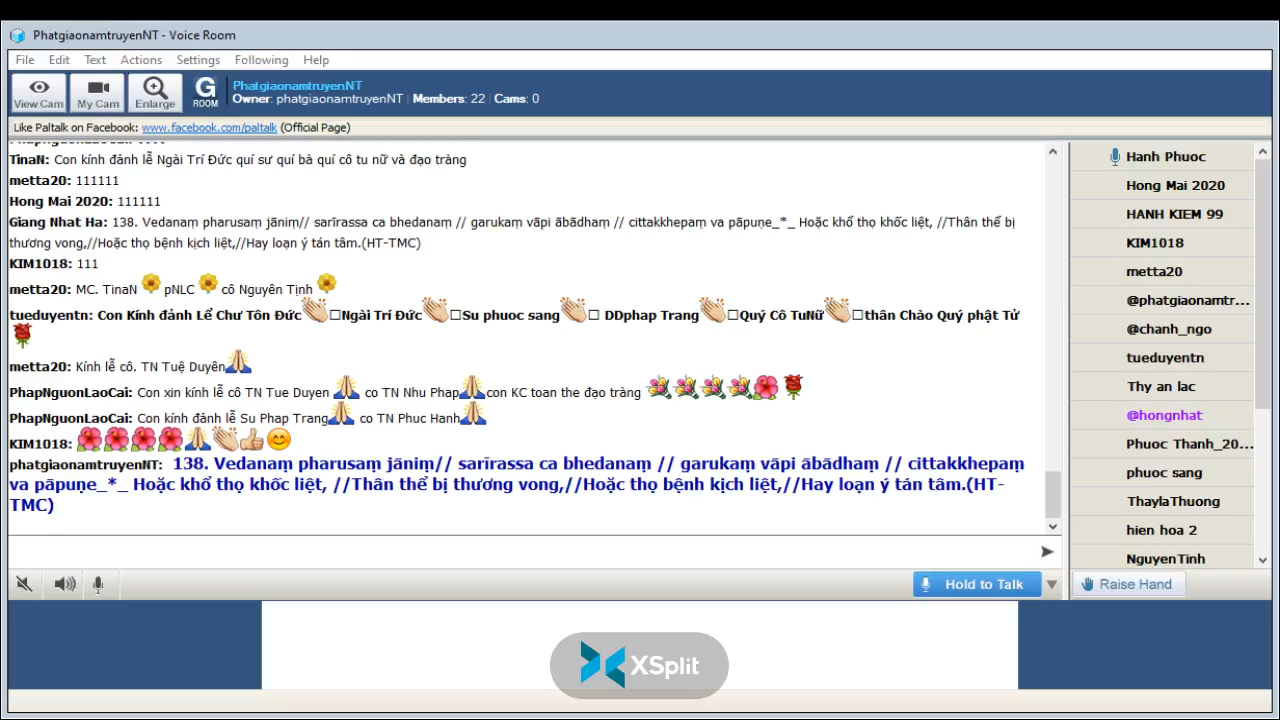 PhatgiaonamtruyenNT - Voice Room
File Edit Text Actions Settings Following Help
View Cam My Cam Enlarge G ROOM
PhatgiaonamtruyenNT
Owner: phatgiaonamtruyenNT Members: 22 Cams: 0
Like Paltalk on Facebook: www.facebook.com/paltalk (Official Page)
TinaN: Con kính đảnh lễ Ngài Trí Đức quí sư quí bà quí cô tu nữ và đạo tràng
metta20: 111111
Hong Mai 2020: 111111
Giang Nhat Ha: 138. Vedanaṃ pharusaṃ jāniṃ// sarīrassa ca bhedanaṃ // garukaṃ vāpi ābādhaṃ // cittakkhepaṃ va pāpuṇe_*_ Hoặc khổ thọ khốc liệt, //Thân thể bị
thương vong,//Hoặc thọ bệnh kịch liệt,//Hay loạn ý tán tâm.(HT-TMC)
KIM1018: 111
metta20: MC. TinaN pNLC cô Nguyên Tịnh
tueduyentn: Con Kính đảnh Lể Chư Tôn Đức □Ngài Trí Đức □Su phuoc sang □ DDphap Trang □Quý Cô TuNữ □thân Chào Quý phật Tử
metta20: Kính lễ cô. TN Tuệ Duyên
PhapNguonLaoCai: Con xin kính lễ cô TN Tue Duyen co TN Nhu Phap con KC toan the đạo tràng
PhapNguonLaoCai: Con kính đảnh lễ Su Phap Trang co TN Phuc Hanh
KIM1018:
phatgiaonamtruyenNT: 138. Vedanaṃ pharusaṃ jāniṃ// sarīrassa ca bhedanaṃ // garukaṃ vāpi ābādhaṃ // cittakkhepaṃ
va pāpuṇe_*_ Hoặc khổ thọ khốc liệt, //Thân thể bị thương vong,//Hoặc thọ bệnh kịch liệt,//Hay loạn ý tán tâm.(HT-
TMC)
Hanh Phuoc
Hong Mai 2020
HANH KIEM 99
KIM1018
metta20
@phatgiaonamtr...
@chanh_ngo
tueduyentn
Thy an lac
@hongnhat
Phuoc Thanh_20...
phuoc sang
ThaylaThuong
hien hoa 2
NguyenTinh
Hold to Talk
Raise Hand
XSplit